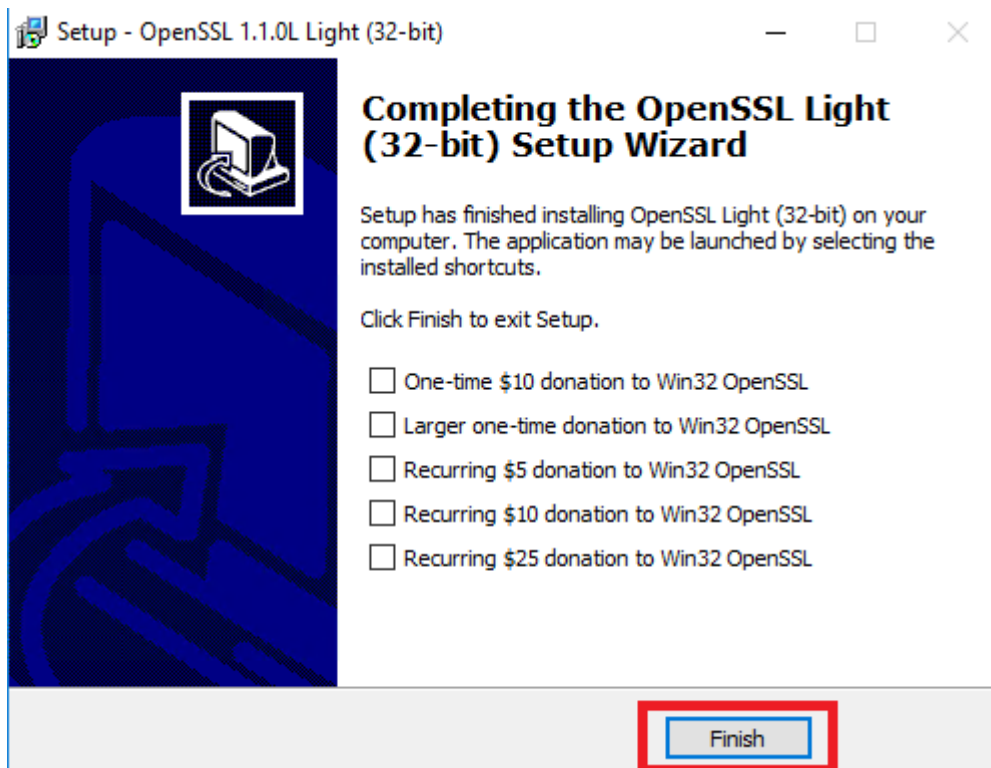 Setup - OpenSSL 1.1.0L Light (32-bit)
Completing the OpenSSL Light
(32-bit) Setup Wizard
Setup has finished installing OpenSSL Light (32-bit) on your
computer. The application may be launched by selecting the
installed shortcuts.
Click Finish to exit Setup.
One-time $10 donation to Win32 OpenSSL
Larger one-time donation to Win32 OpenSSL
Recurring $5 donation to Win32 OpenSSL
Recurring $10 donation to Win32 OpenSSL
Recurring $25 donation to Win32 OpenSSL
Finish